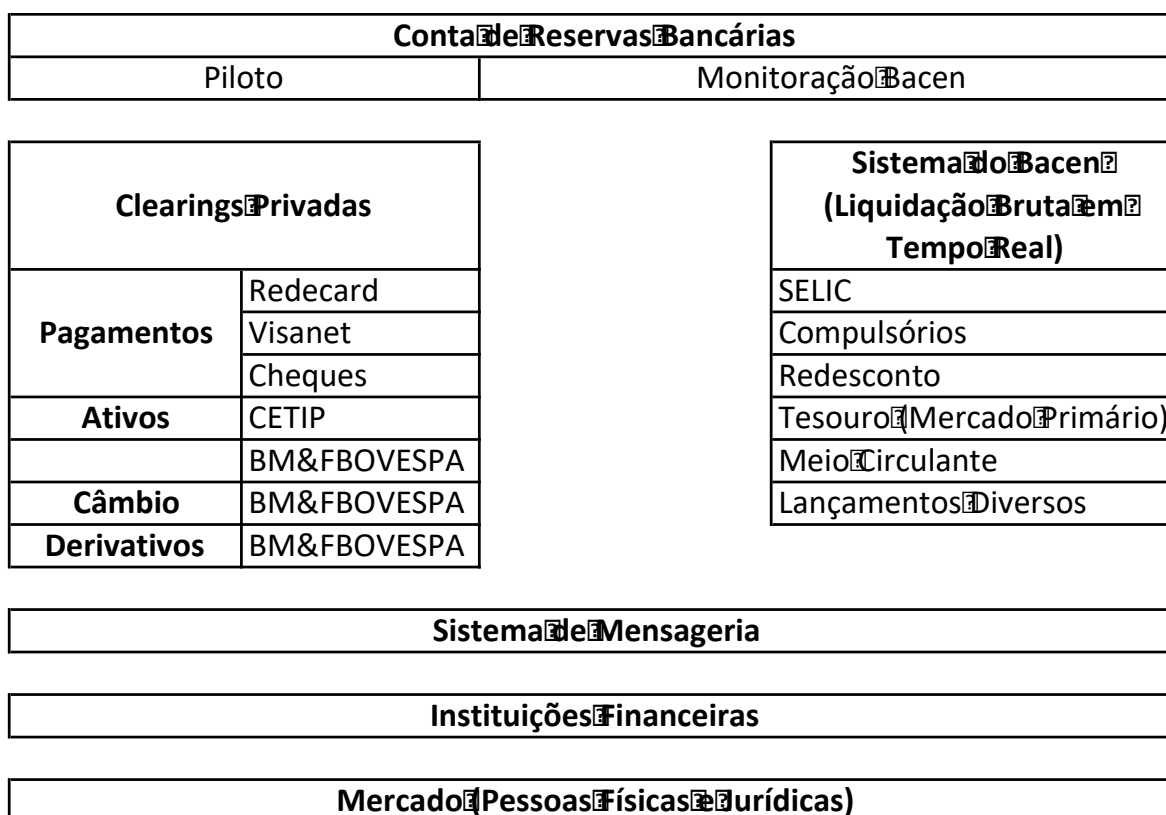 Conta de Reservas Bancárias
Piloto Monitoração Bacen
Clearings Privadas
Sistema do Bacen
(Liquidação Bruta em
Tempo Real)
Pagamentos
Redecard
Visanet
Cheques
Ativos CETIP
BM&FBOVESPA
Câmbio BM&FBOVESPA
Derivativos BM&FBOVESPA
SELIC
Compulsórios
Redesconto
Tesouro (Mercado Primário)
Meio Circulante
Lançamentos Diversos
Sistema de Mensageria
Instituições Financeiras
Mercado (Pessoas Físicas e Jurídicas)